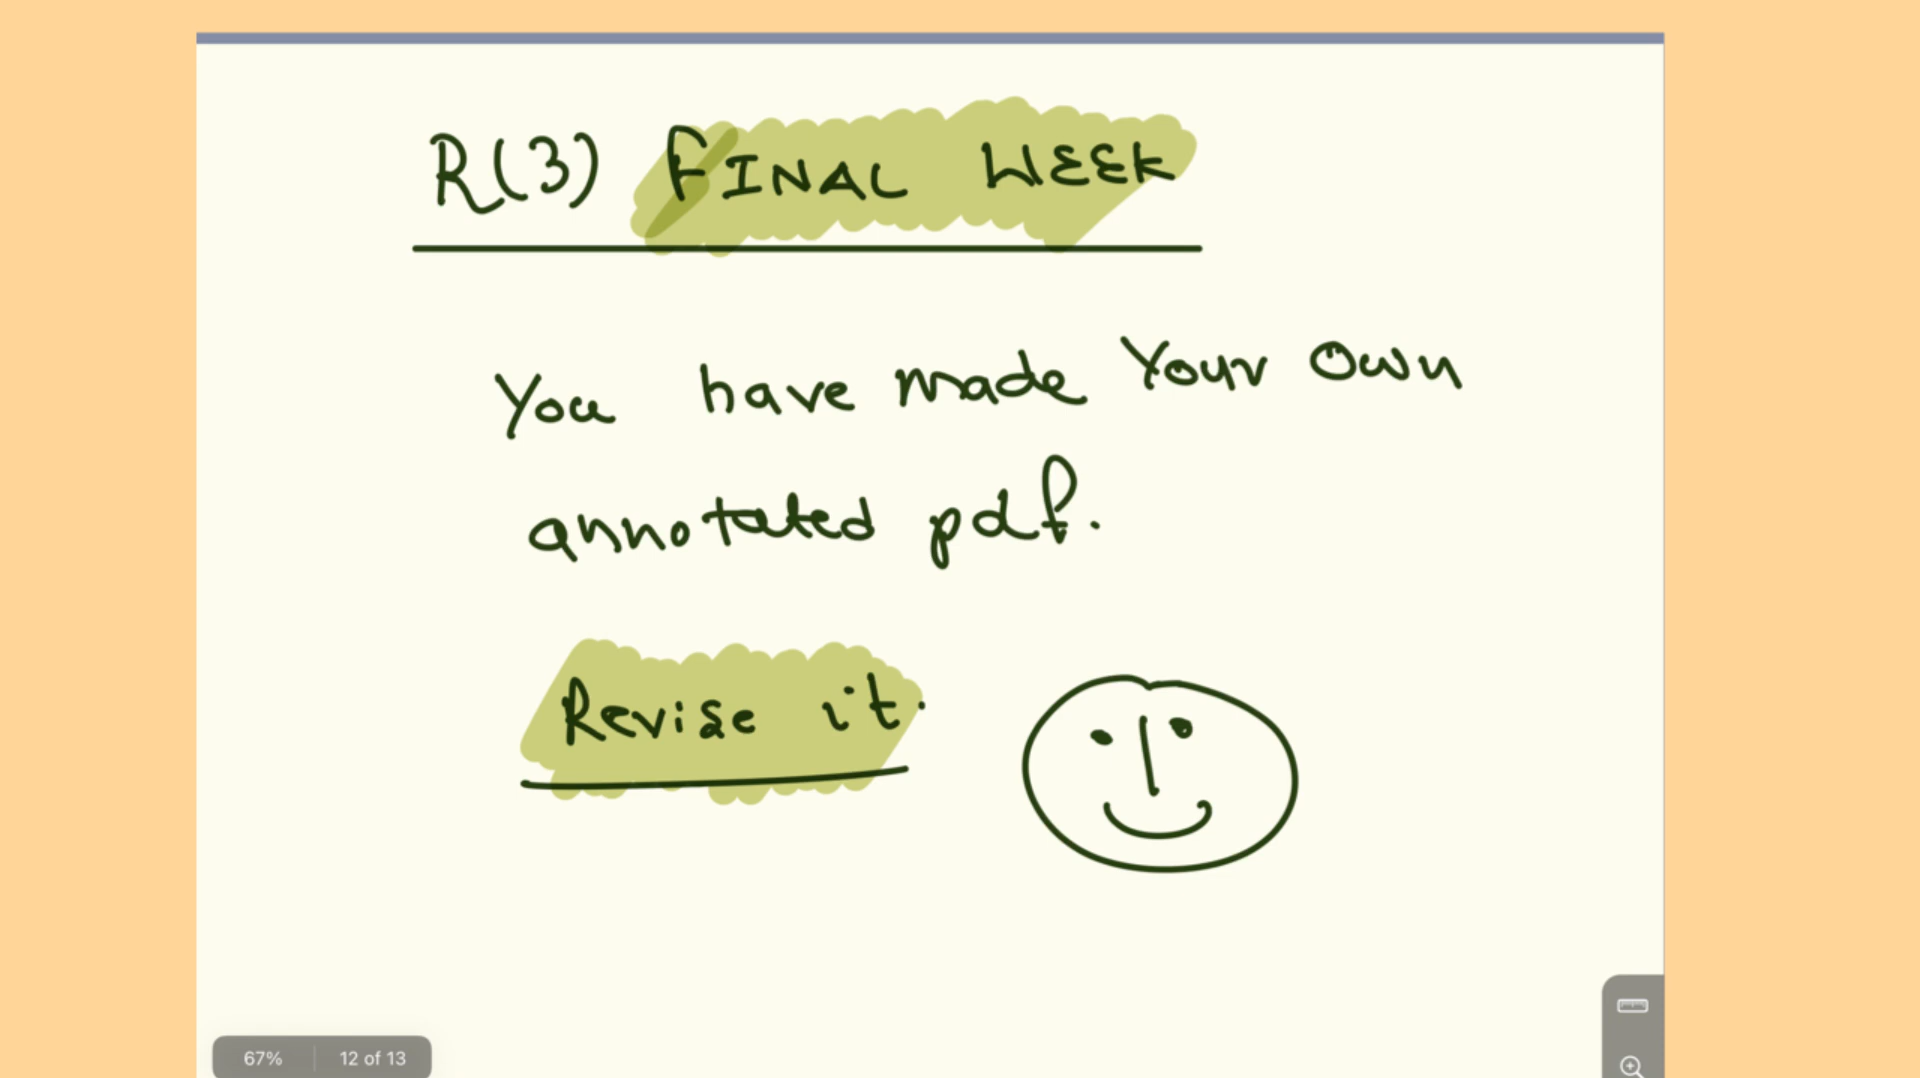 R(3) FINAL WEEK
You have made Your Own
annotated pdf.
Revise it.
67% 12 of 13